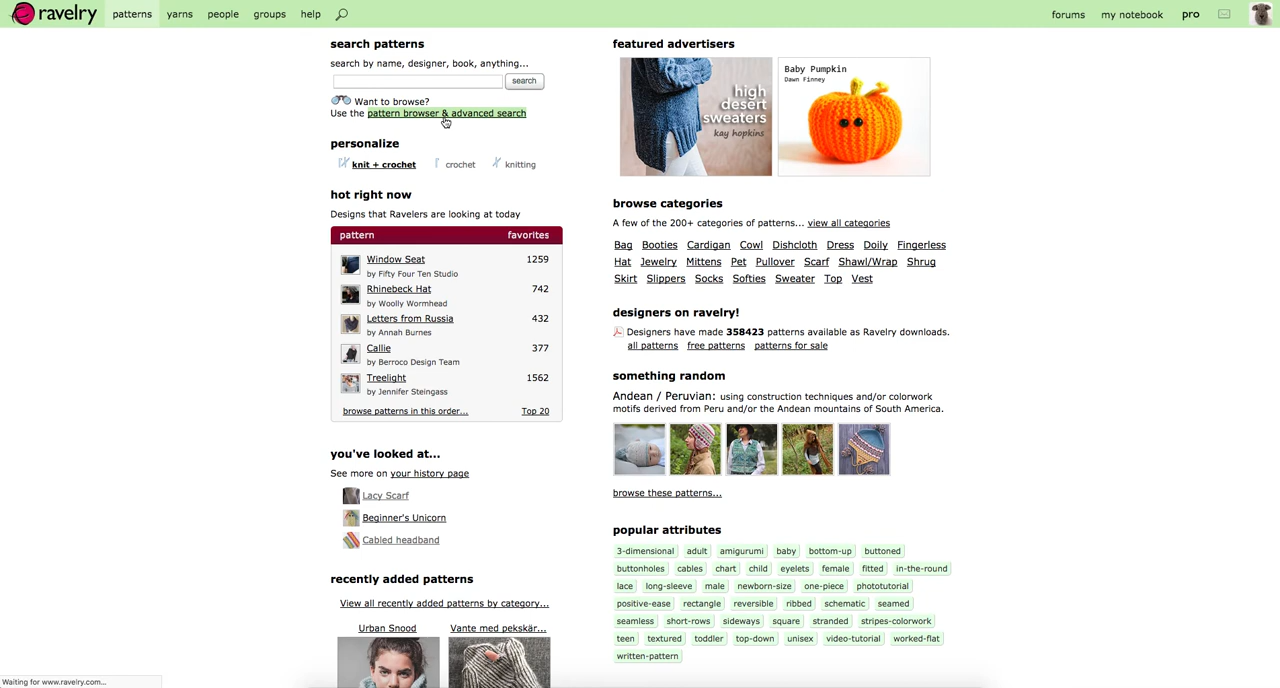 ravelry patterns yarns people groups help forums my notebook pro
search patterns
search by name, designer, book, anything...
search
Want to browse?
Use the pattern browser & advanced search
personalize
knit + crochet crochet knitting
hot right now
Designs that Ravelers are looking at today
pattern favorites
Window Seat 1259
by Fifty Four Ten Studio
Rhinebeck Hat 742
by Woolly Wormhead
Letters from Russia 432
by Annah Burnes
Callie 377
by Berroco Design Team
Treelight 1562
by Jennifer Steingass
browse patterns in this order... Top 20
you've looked at...
See more on your history page
Lacy Scarf
Beginner's Unicorn
Cabled headband
recently added patterns
View all recently added patterns by category...
Urban Snood Vante med pekskär...
featured advertisers
high
desert
sweaters
kay hopkins
Baby Pumpkin
Dawn Finney
browse categories
A few of the 200+ categories of patterns... view all categories
Bag Booties Cardigan Cowl Dishcloth Dress Doily Fingerless
Hat Jewelry Mittens Pet Pullover Scarf Shawl/Wrap Shrug
Skirt Slippers Socks Softies Sweater Top Vest
designers on ravelry!
Designers have made 358423 patterns available as Ravelry downloads.
all patterns free patterns patterns for sale
something random
Andean / Peruvian: using construction techniques and/or colorwork
motifs derived from Peru and/or the Andean mountains of South America.
browse these patterns...
popular attributes
3-dimensional adult amigurumi baby bottom-up buttoned
buttonholes cables chart child eyelets female fitted in-the-round
lace long-sleeve male newborn-size one-piece phototutorial
positive-ease rectangle reversible ribbed schematic seamed
seamless short-rows sideways square stranded stripes-colorwork
teen textured toddler top-down unisex video-tutorial worked-flat
written-pattern
Waiting for www.ravelry.com...